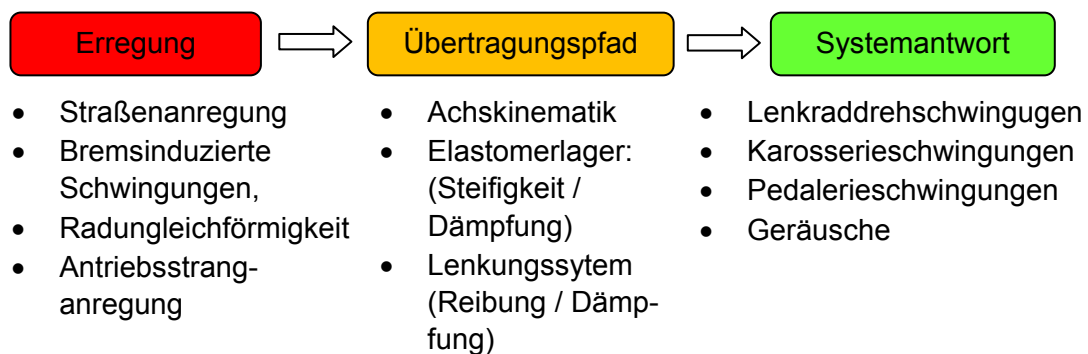 Erregung
Übertragungspfad
Systemantwort
• Straßenanregung
• Bremsinduzierte
Schwingungen,
• Radungleichförmigkeit
• Antriebsstrang-
anregung
• Achskinematik
• Elastomerlager:
(Steifigkeit /
Dämpfung)
• Lenkungssytem
(Reibung / Dämp-
fung)
• Lenkraddrehschwingugen
• Karosserieschwingungen
• Pedalerieschwingungen
• Geräusche